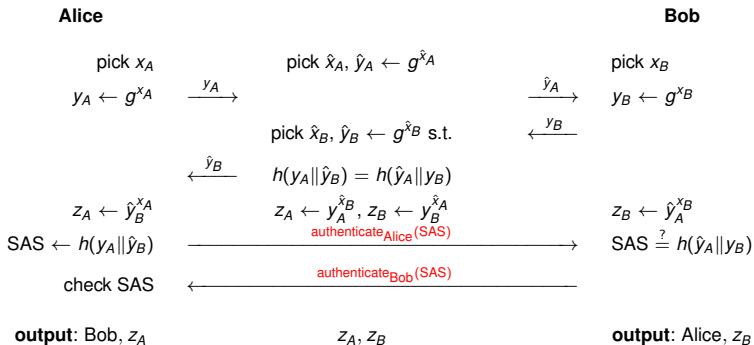 Alice Bob
pick x_A pick x̂_A, ŷ_A ← g^{x̂_A} pick x_B
y_A ← g^{x_A} y_A → ŷ_A → y_B ← g^{x_B}
pick x̂_B, ŷ_B ← g^{x̂_B} s.t. y_B ←
ŷ_B ← h(y_A‖ŷ_B) = h(ŷ_A‖y_B)
z_A ← ŷ_B^{x_A} z_A ← y_A^{x̂_B}, z_B ← y_B^{x̂_A} z_B ← ŷ_A^{x_B}
SAS ← h(y_A‖ŷ_B) authenticate_Alice(SAS) → SAS ≟ h(ŷ_A‖y_B)
check SAS authenticate_Bob(SAS) ←
output: Bob, z_A z_A, z_B output: Alice, z_B